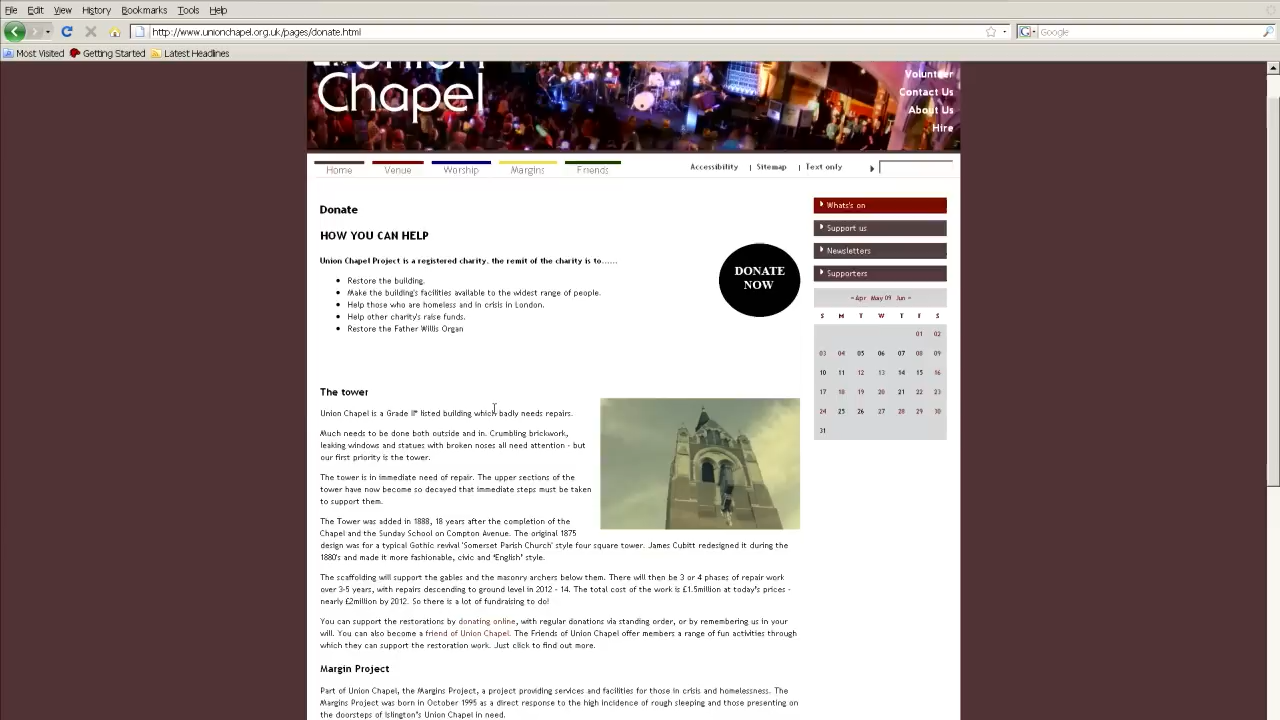 File Edit View History Bookmarks Tools Help
http://www.unionchapel.org.uk/pages/donate.html
Google
Most Visited Getting Started Latest Headlines
Union
Chapel
Volunteer
Contact Us
About Us
Hire
Home Venue Worship Margins Friends
Accessibility | Sitemap | Text only
Donate
HOW YOU CAN HELP
Union Chapel Project is a registered charity, the remit of the charity is to......
Restore the building.
Make the building's facilities available to the widest range of people.
Help those who are homeless and in crisis in London.
Help other charity's raise funds.
Restore the Father Willis Organ
DONATE
NOW
The tower
Union Chapel is a Grade II* listed building which badly needs repairs.
Much needs to be done both outside and in. Crumbling brickwork,
leaking windows and statues with broken noses all need attention - but
our first priority is the tower.
The tower is in immediate need of repair. The upper sections of the
tower have now become so decayed that immediate steps must be taken
to support them.
The Tower was added in 1888, 18 years after the completion of the
Chapel and the Sunday School on Compton Avenue. The original 1875
design was for a typical Gothic revival 'Somerset Parish Church' style four square tower. James Cubitt redesigned it during the
1880's and made it more fashionable, civic and 'English' style.
The scaffolding will support the gables and the masonry archers below them. There will then be 3 or 4 phases of repair work
over 3-5 years, with repairs descending to ground level in 2012 - 14. The total cost of the work is £1.5million at today's prices -
nearly £2million by 2012. So there is a lot of fundraising to do!
You can support the restorations by donating online, with regular donations via standing order, or by remembering us in your
will. You can also become a friend of Union Chapel. The Friends of Union Chapel offer members a range of fun activities through
which they can support the restoration work. Just click to find out more.
Margin Project
Part of Union Chapel, the Margins Project, a project providing services and facilities for those in crisis and homelessness. The
Margins Project was born in October 1995 as a direct response to the high incidence of rough sleeping and those presenting on
the doorsteps of Islington's Union Chapel in need.
Whats's on
Support us
Newsletters
Supporters
« Apr May 09 Jun »
S M T W T F S
01 02
03 04 05 06 07 08 09
10 11 12 13 14 15 16
17 18 19 20 21 22 23
24 25 26 27 28 29 30
31